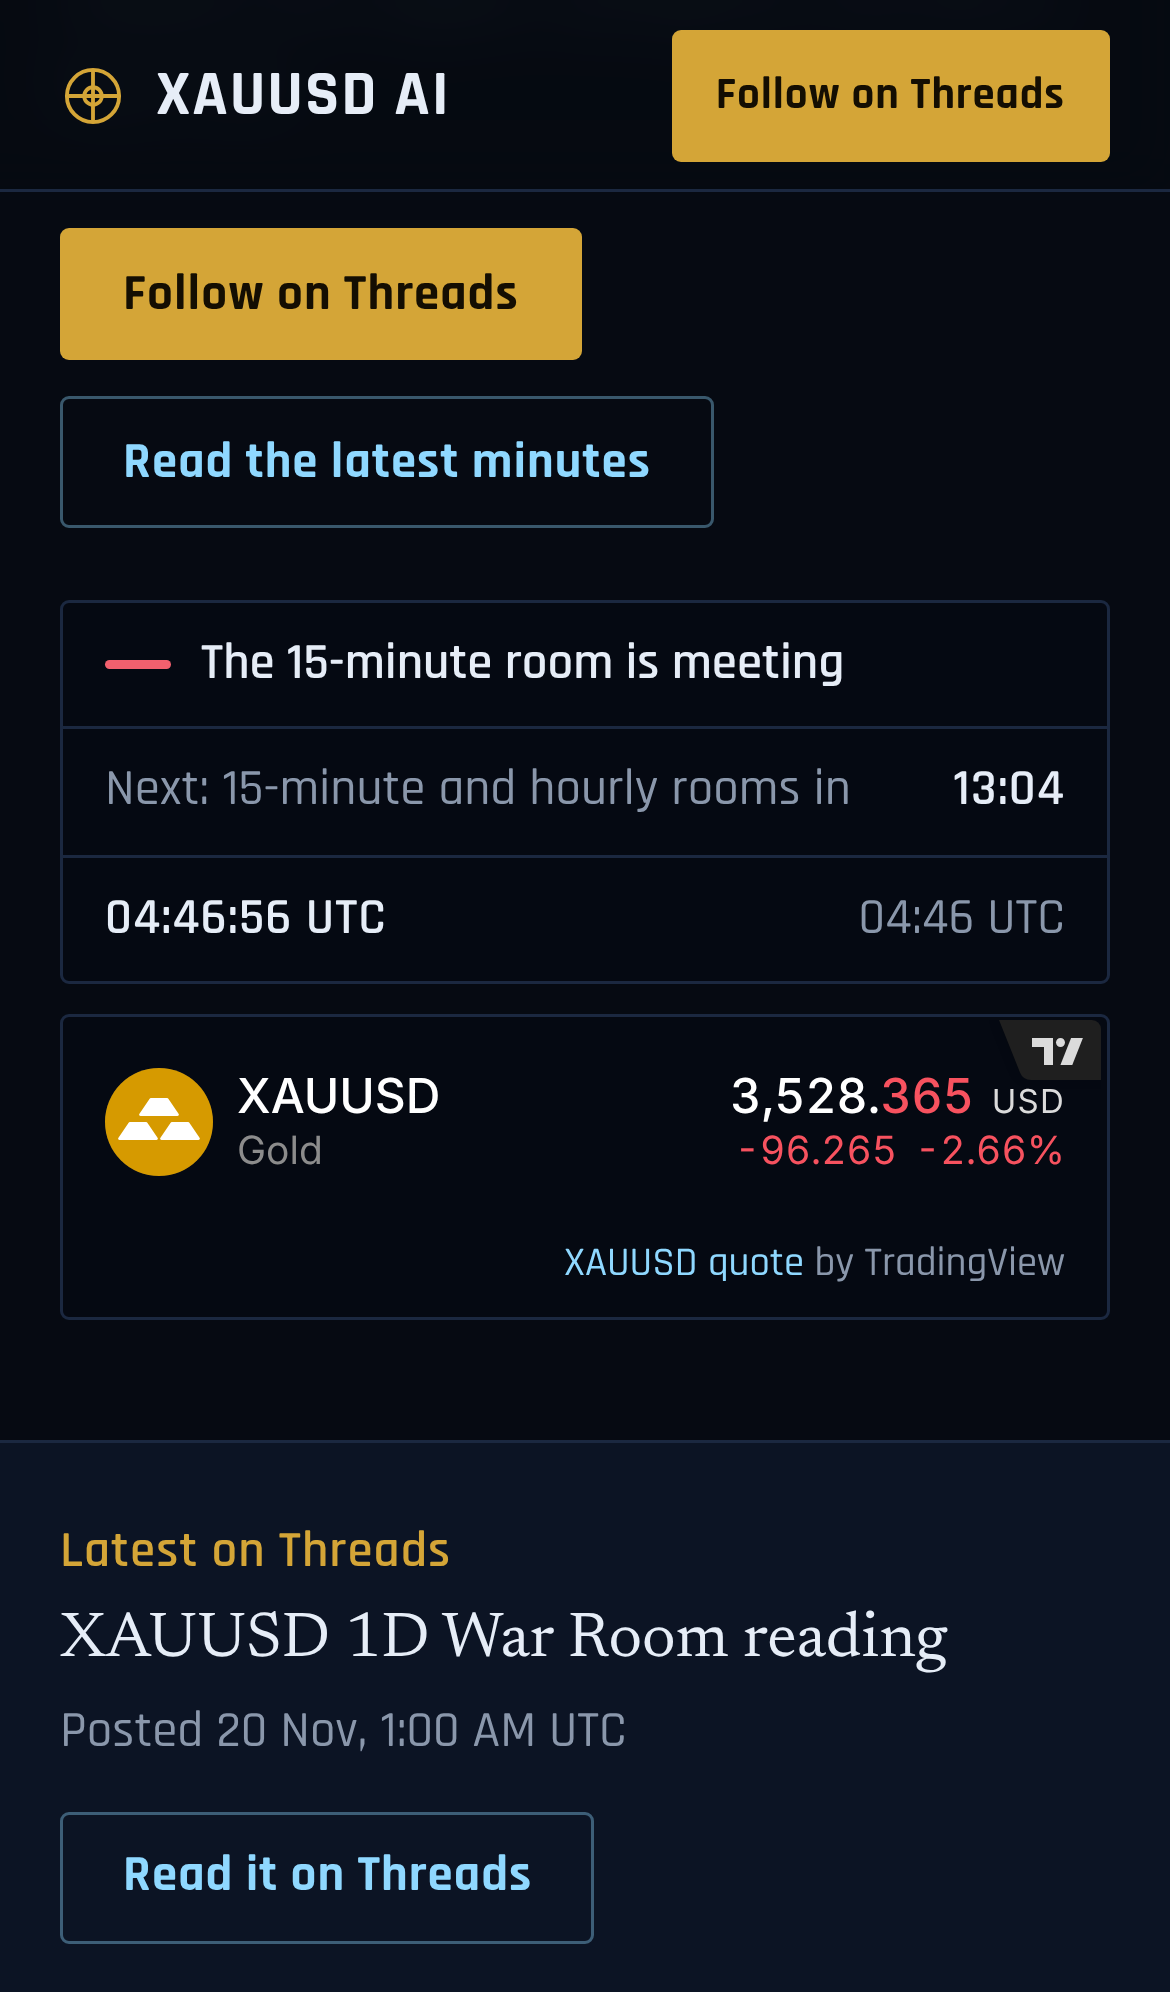 XAUUSD AI
Follow on Threads
Follow on Threads
Read the latest minutes
The 15-minute room is meeting
Next: 15-minute and hourly rooms in 13:04
04:46:56 UTC 04:46 UTC
XAUUSD 3,528.365 USD
Gold -96.265 -2.66%
XAUUSD quote by TradingView
Latest on Threads
XAUUSD 1D War Room reading
Posted 20 Nov, 1:00 AM UTC
Read it on Threads